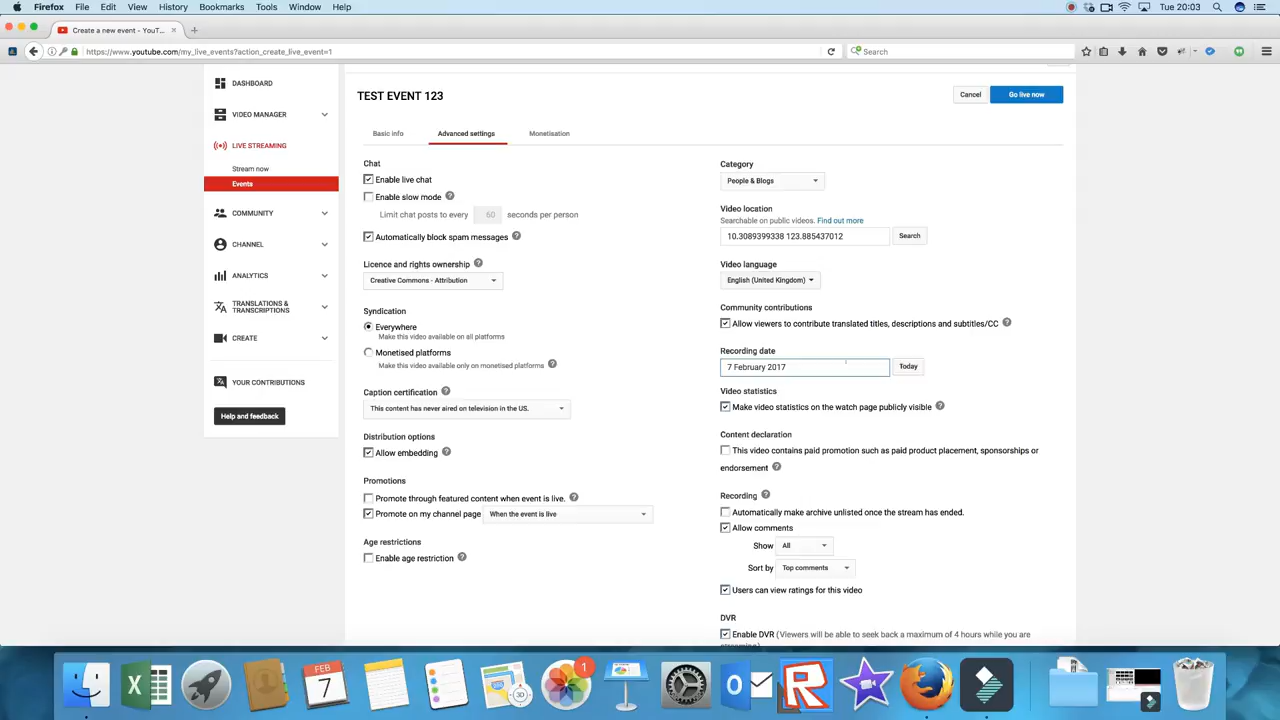 Firefox File Edit View History Bookmarks Tools Window Help
Tue 20:03
Create a new event - YouT...
https://www.youtube.com/my_live_events?action_create_live_event=1
Search
DASHBOARD
VIDEO MANAGER
LIVE STREAMING
Stream now
Events
COMMUNITY
CHANNEL
ANALYTICS
TRANSLATIONS &
TRANSCRIPTIONS
CREATE
YOUR CONTRIBUTIONS
Help and feedback
TEST EVENT 123
Cancel
Go live now
Basic info
Advanced settings
Monetisation
Chat
Enable live chat
Enable slow mode
Limit chat posts to every 60 seconds per person
Automatically block spam messages
Licence and rights ownership
Creative Commons - Attribution
Syndication
Everywhere
Make this video available on all platforms
Monetised platforms
Make this video available only on monetised platforms
Caption certification
This content has never aired on television in the US.
Distribution options
Allow embedding
Promotions
Promote through featured content when event is live.
Promote on my channel page When the event is live
Age restrictions
Enable age restriction
Category
People & Blogs
Video location
Searchable on public videos. Find out more
10.3089399338 123.885437012
Search
Video language
English (United Kingdom)
Community contributions
Allow viewers to contribute translated titles, descriptions and subtitles/CC
Recording date
7 February 2017
Today
Video statistics
Make video statistics on the watch page publicly visible
Content declaration
This video contains paid promotion such as paid product placement, sponsorships or
endorsement
Recording
Automatically make archive unlisted once the stream has ended.
Allow comments
Show All
Sort by Top comments
Users can view ratings for this video
DVR
Enable DVR (Viewers will be able to seek back a maximum of 4 hours while you are
streaming)
FEB
7
1